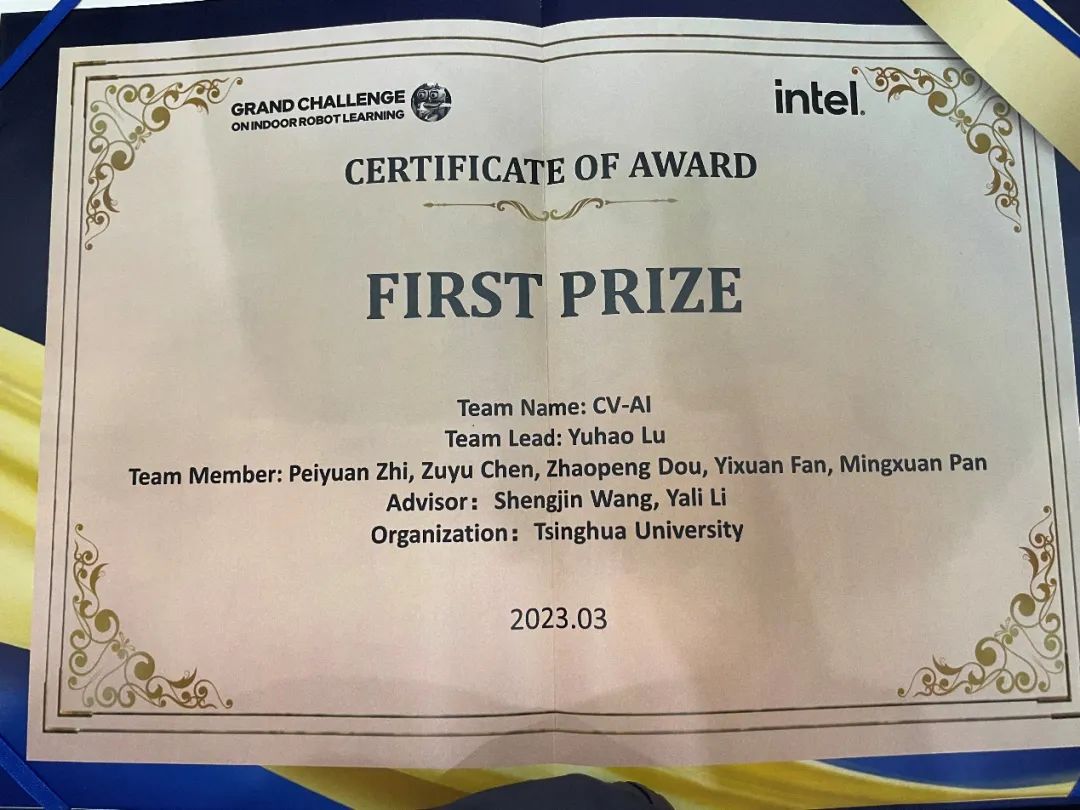 GRAND CHALLENGE
ON INDOOR ROBOT LEARNING
intel.
CERTIFICATE OF AWARD
FIRST PRIZE
Team Name: CV-AI
Team Lead: Yuhao Lu
Team Member: Peiyuan Zhi, Zuyu Chen, Zhaopeng Dou, Yixuan Fan, Mingxuan Pan
Advisor：Shengjin Wang, Yali Li
Organization：Tsinghua University
2023.03